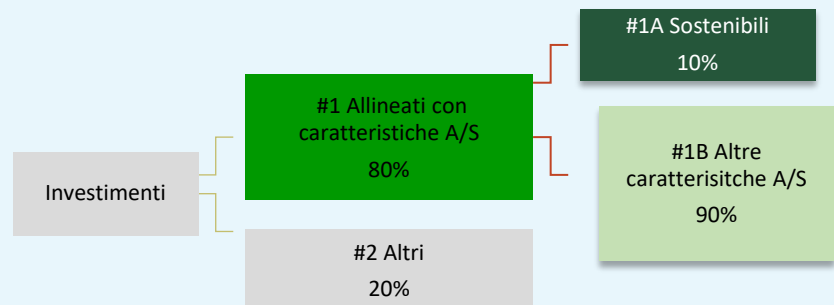 Investimenti
#1 Allineati con
caratteristiche A/S
80%
#2 Altri
20%
#1A Sostenibili
10%
#1B Altre
caratterisitche A/S
90%